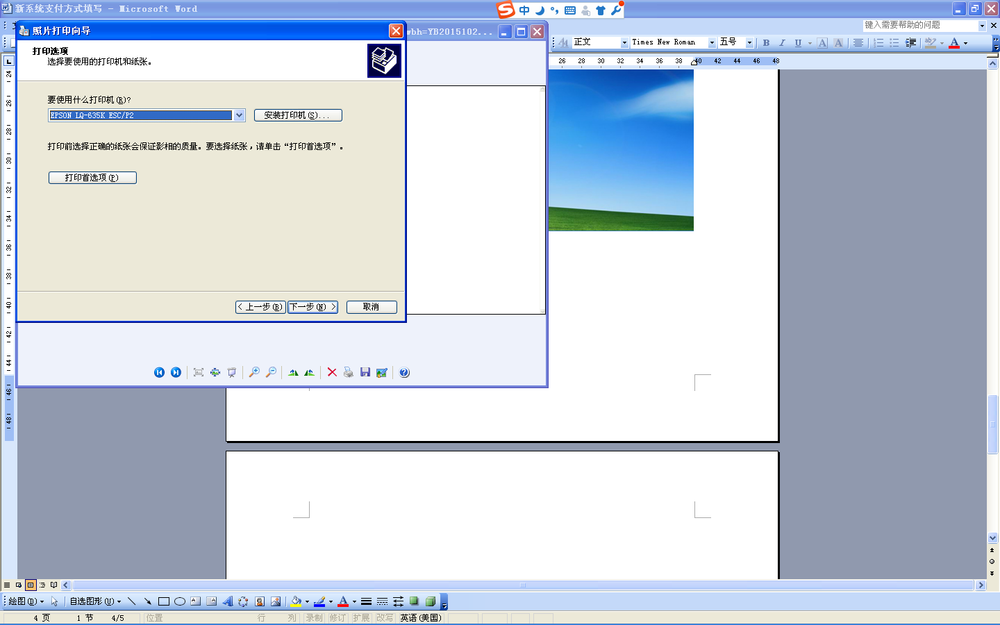 新系统支付方式填写 - Microsoft Word
中
照片打印向导
wbh=YB2015102...
键入需要帮助的问题
打印选项
选择要使用的打印机和纸张。
正文
Times New Roman
五号
B I U A A
ab
A
26 28 30 32 34 36 38 40 42 44 46 48
要使用什么打印机(R)?
EPSON LQ-635K ESC/P2
安装打印机(S)...
打印前选择正确的纸张会保证影相的质量。要选择纸张，请单击“打印首选项”。
打印首选项(P)
< 上一步(B)
下一步(N) >
取消
24
26
28
30
32
34
36
38
40
42
44
46
48
绘图(D)
自选图形(U)
A
4 页
1 节
4/5
位置
行
列
录制
修订
扩展
改写
英语(美国)